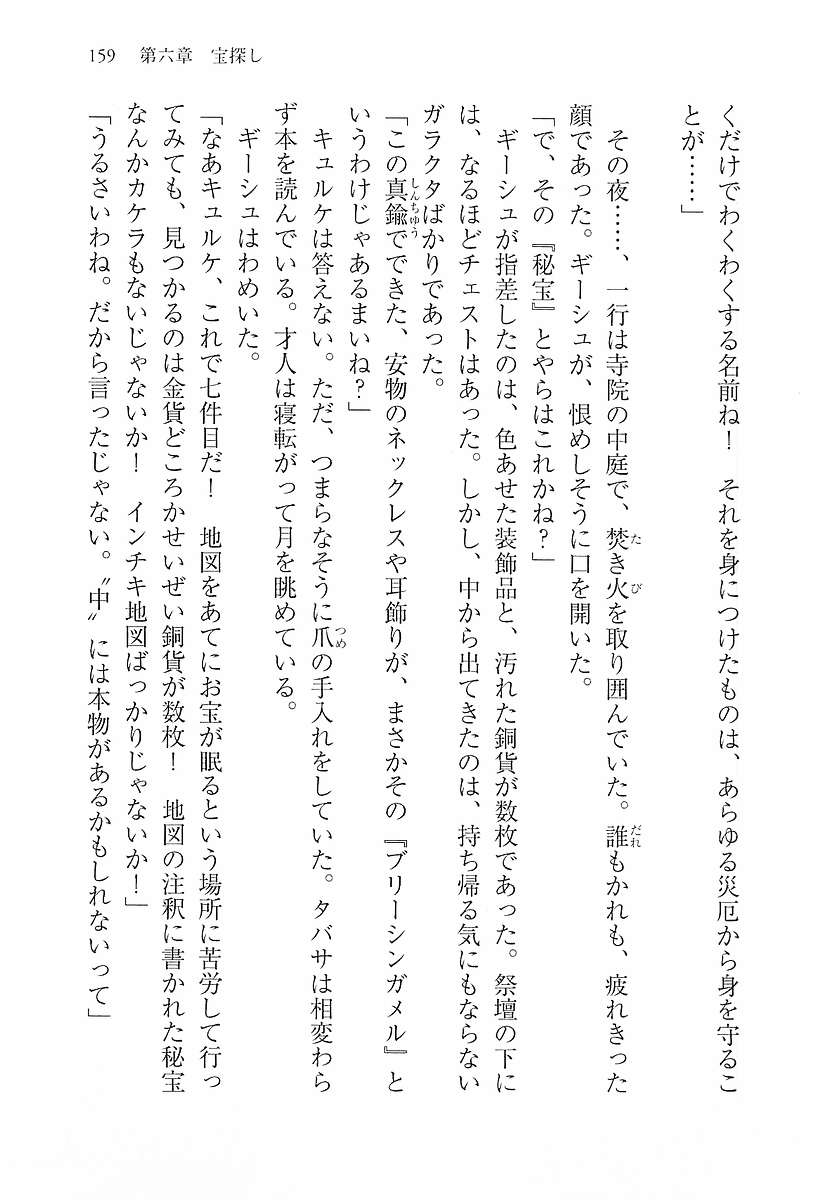 159　第六章　宝探し
くだけでわくわくする名前ね！　それを身につけたものは、あらゆる災厄から身を守るこ
とが……」
　その夜……、一行は寺院の中庭で、焚き火を取り囲んでいた。誰もかれも、疲れきった
顔であった。ギーシュが、恨めしそうに口を開いた。
「で、その『秘宝』とやらはこれかね？」
　ギーシュが指差したのは、色あせた装飾品と、汚れた銅貨が数枚であった。祭壇の下に
は、なるほどチェストはあった。しかし、中から出てきたのは、持ち帰る気にもならない
ガラクタばかりであった。
「この真鍮でできた、安物のネックレスや耳飾りが、まさかその『ブリーシンガメル』と
いうわけじゃあるまいね？」
　キュルケは答えない。ただ、つまらなそうに爪の手入れをしていた。タバサは相変わら
ず本を読んでいる。才人は寝転がって月を眺めている。
　ギーシュはわめいた。
「なあキュルケ、これで七件目だ！　地図をあてにお宝が眠るという場所に苦労して行っ
てみても、見つかるのは金貨どころかせいぜい銅貨が数枚！　地図の注釈に書かれた秘宝
なんかカケラもないじゃないか！　インチキ地図ばっかりじゃないか！」
「うるさいわね。だから言ったじゃない。〝中〟には本物があるかもしれないって」